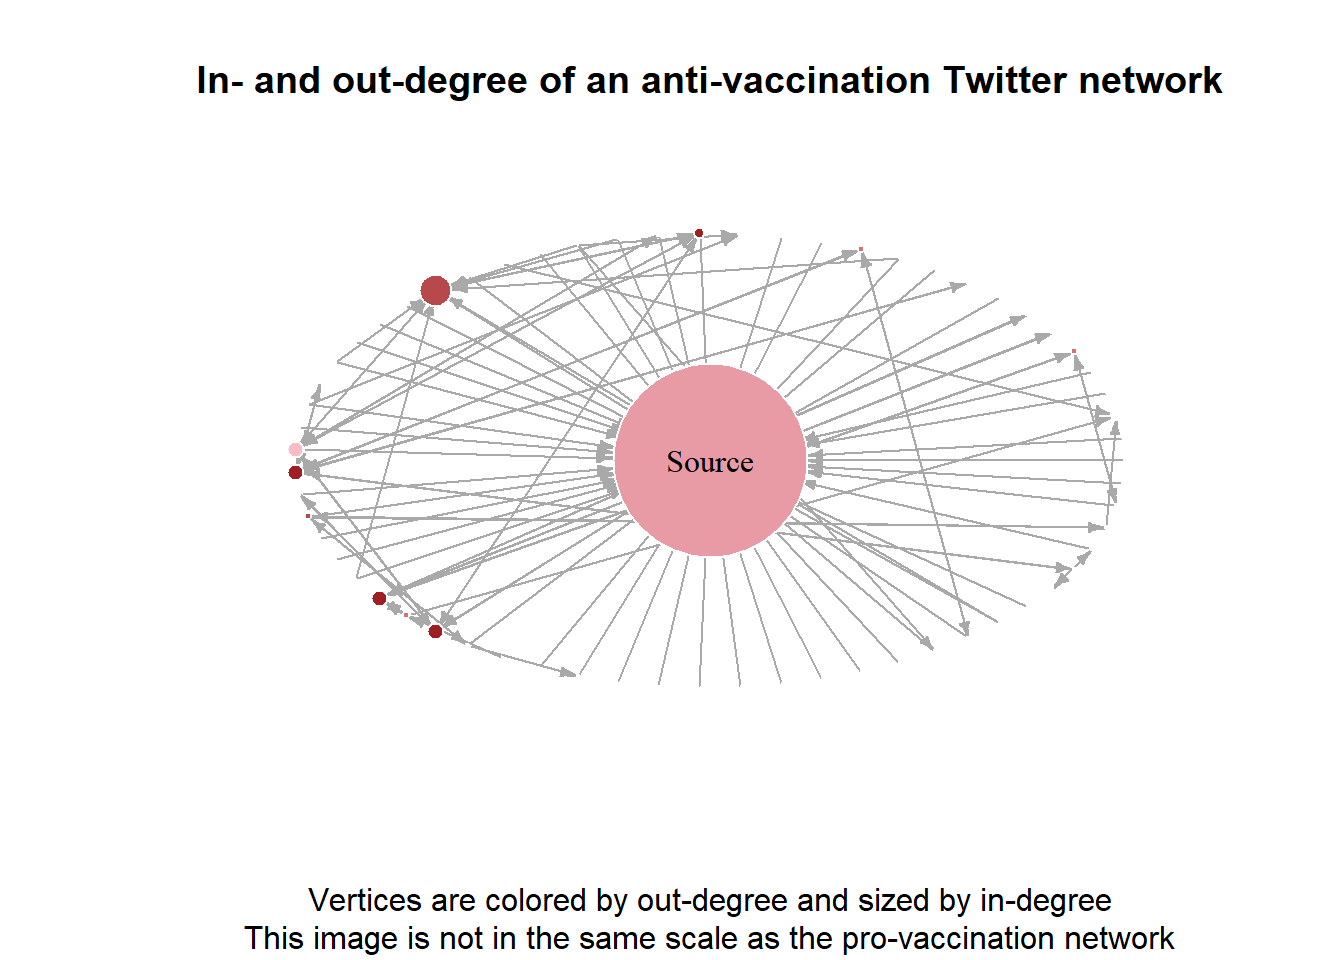 In- and out-degree of an anti-vaccination Twitter network
Source
Vertices are colored by out-degree and sized by in-degree
This image is not in the same scale as the pro-vaccination network